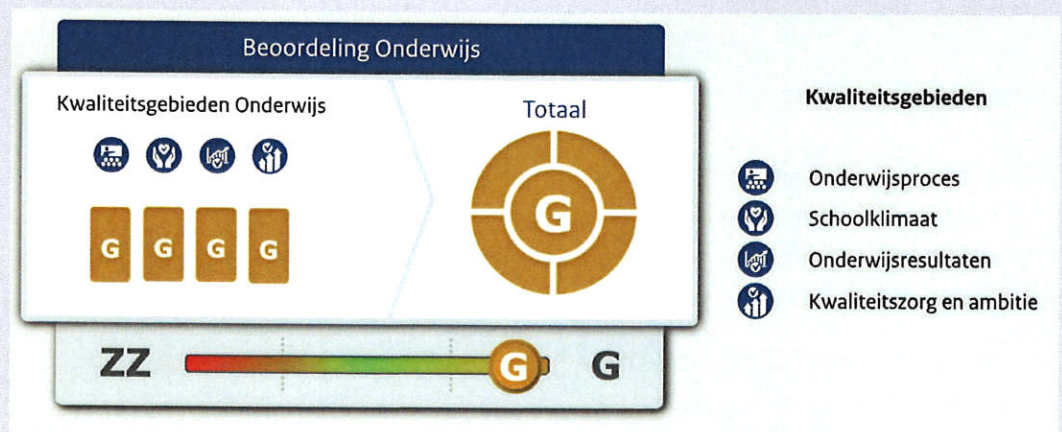 Beoordeling Onderwijs
Kwaliteitsgebieden Onderwijs
Totaal
G G G G
G
ZZ G G
Kwaliteitsgebieden
Onderwijsproces
Schoolklimaat
Onderwijsresultaten
Kwaliteitszorg en ambitie